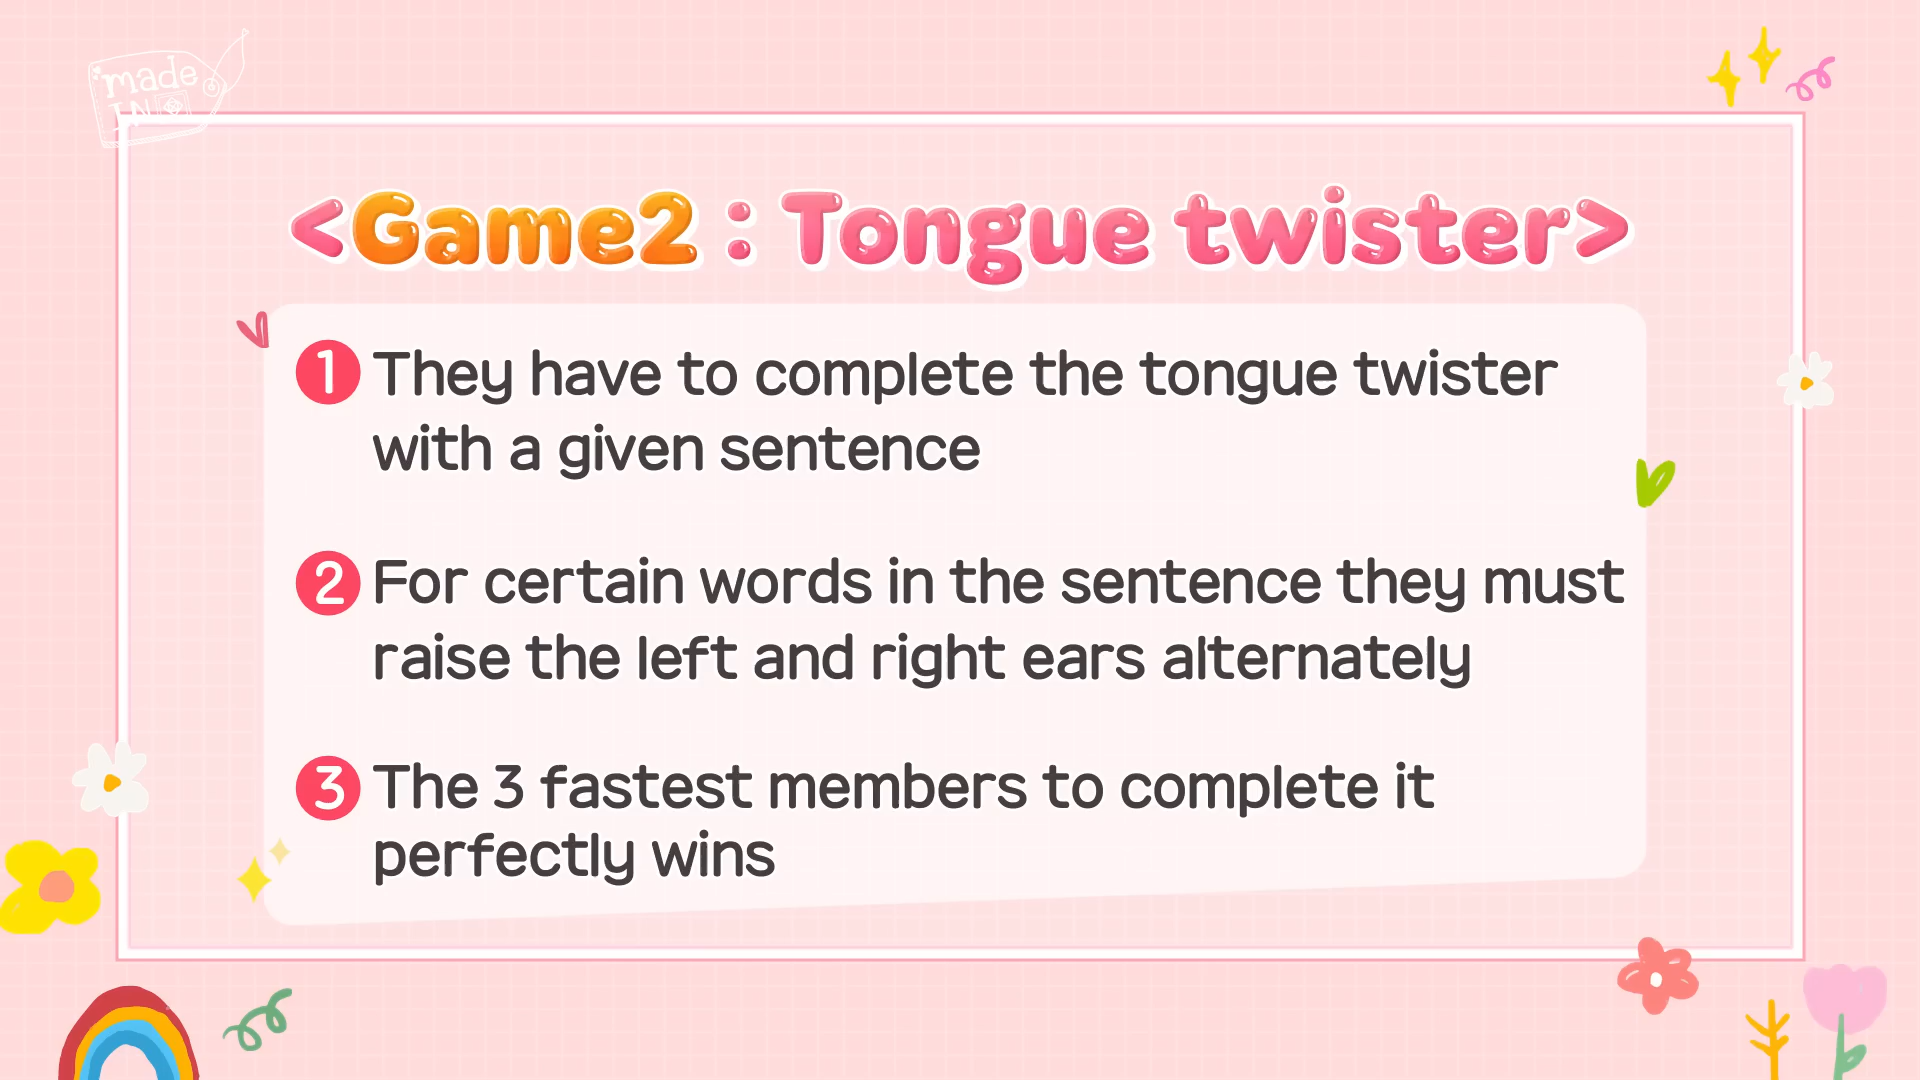 made
IN
<Game2 : Tongue twister>
1 They have to complete the tongue twister
with a given sentence
2 For certain words in the sentence they must
raise the left and right ears alternately
3 The 3 fastest members to complete it
perfectly wins